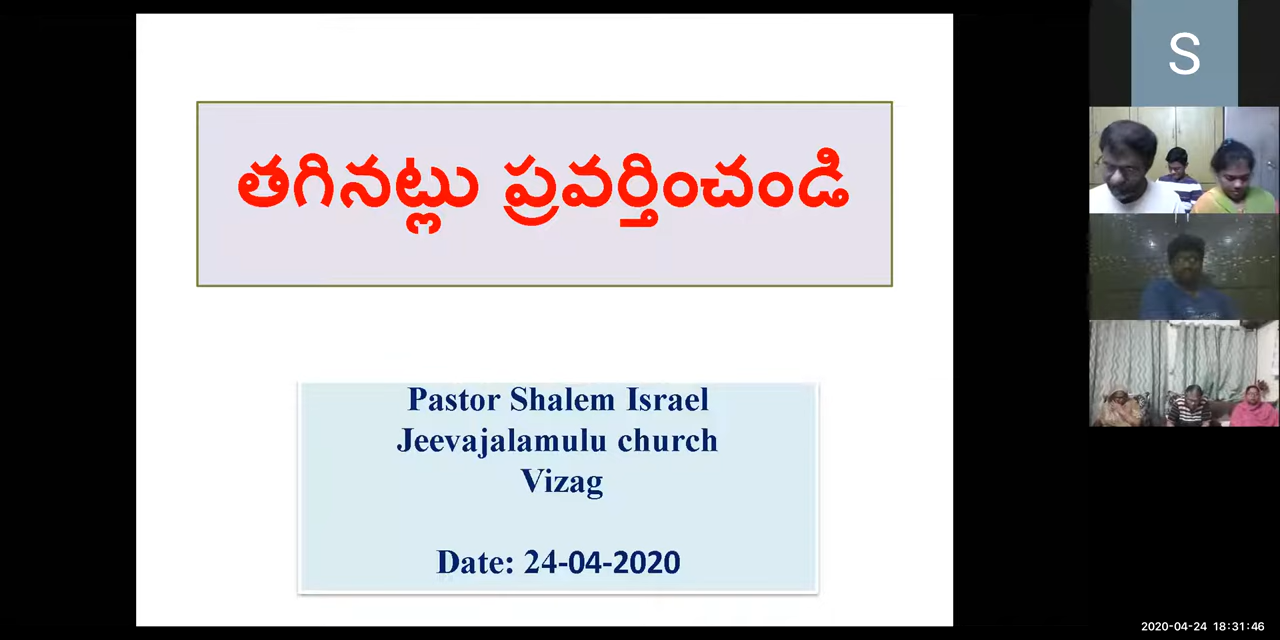 తగినట్లు ప్రవర్తించండి
Pastor Shalem Israel
Jeevajalamulu church
Vizag
Date: 24-04-2020
S
2020-04-24 18:31:46